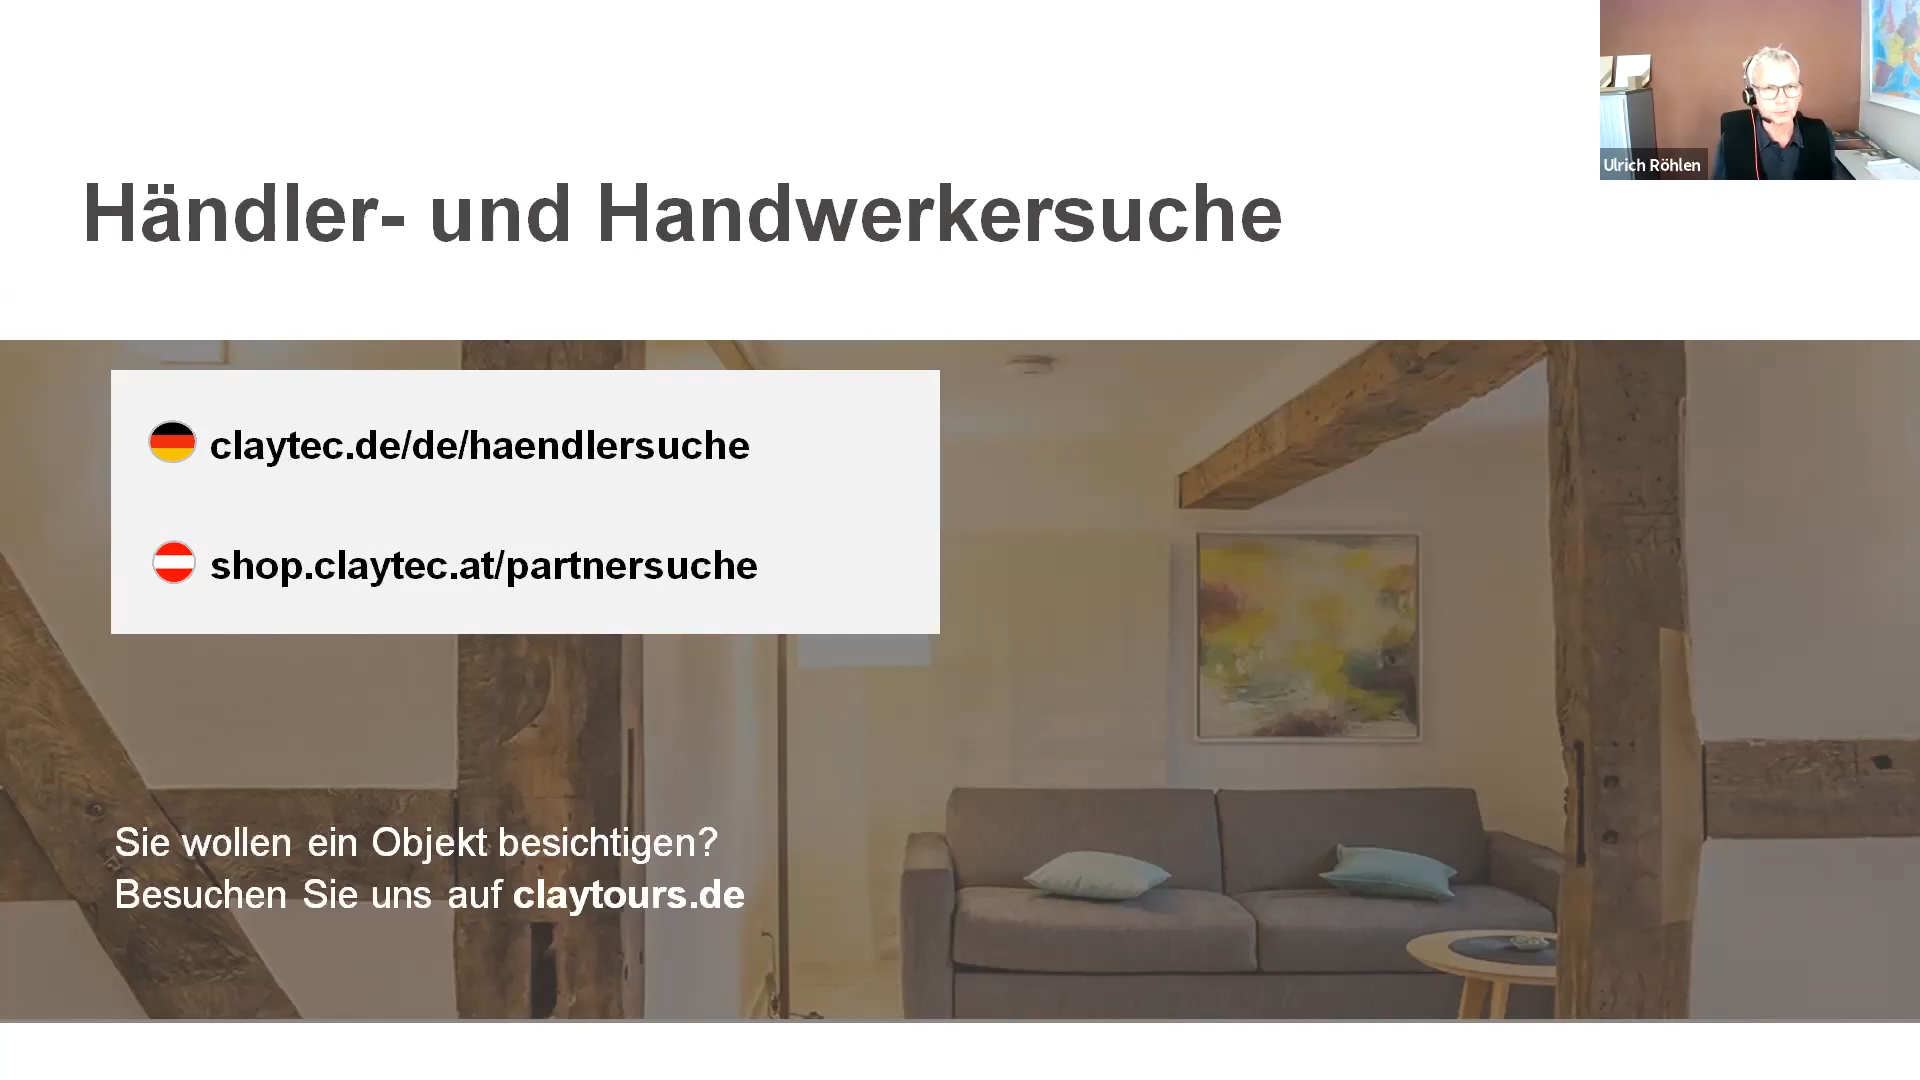 Ulrich Röhlen
Händler- und Handwerkersuche
claytec.de/de/haendlersuche
shop.claytec.at/partnersuche
Sie wollen ein Objekt besichtigen?
Besuchen Sie uns auf claytours.de